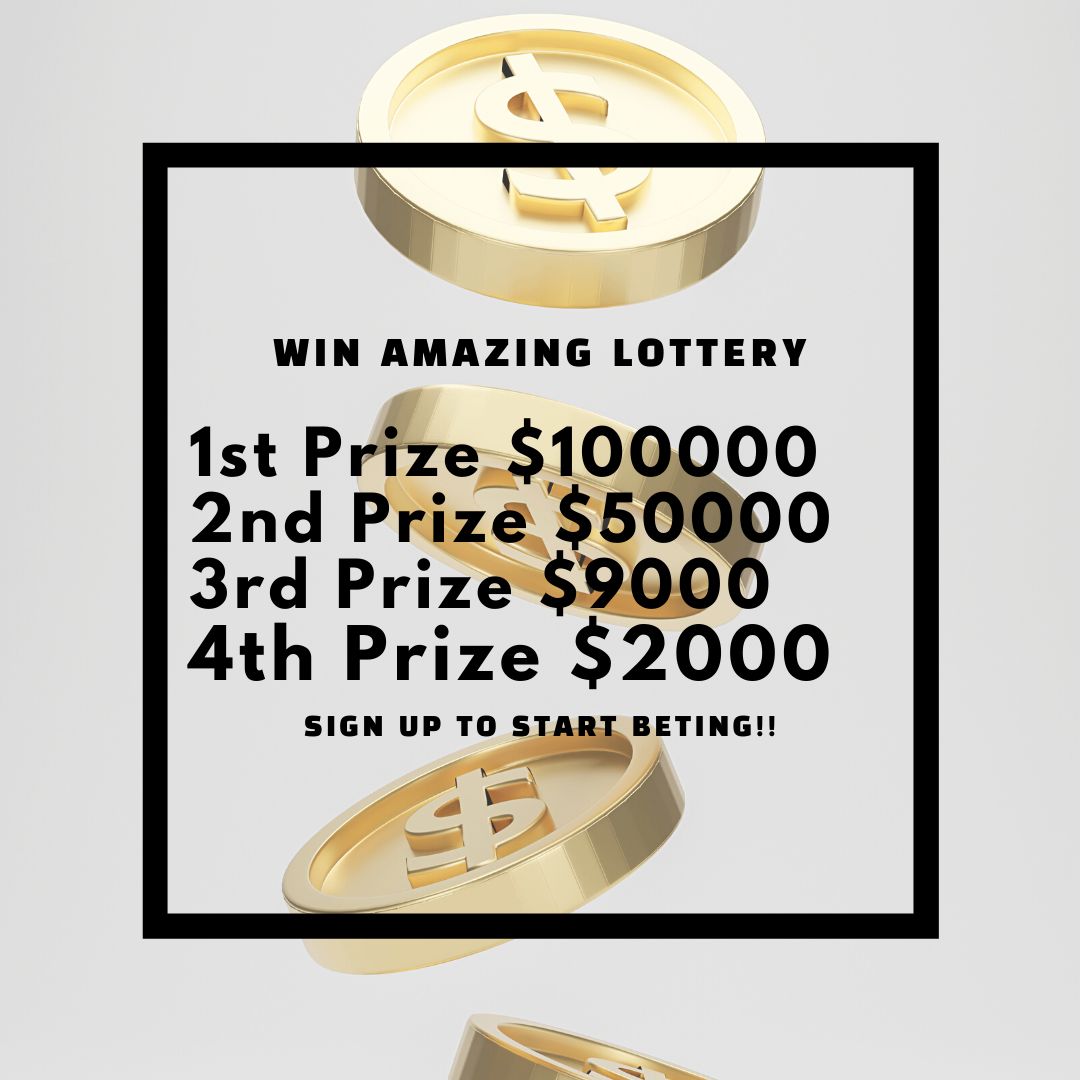 WIN AMAZING LOTTERY
1st Prize $100000
2nd Prize $50000
3rd Prize $9000
4th Prize $2000
SIGN UP TO START BETING!!